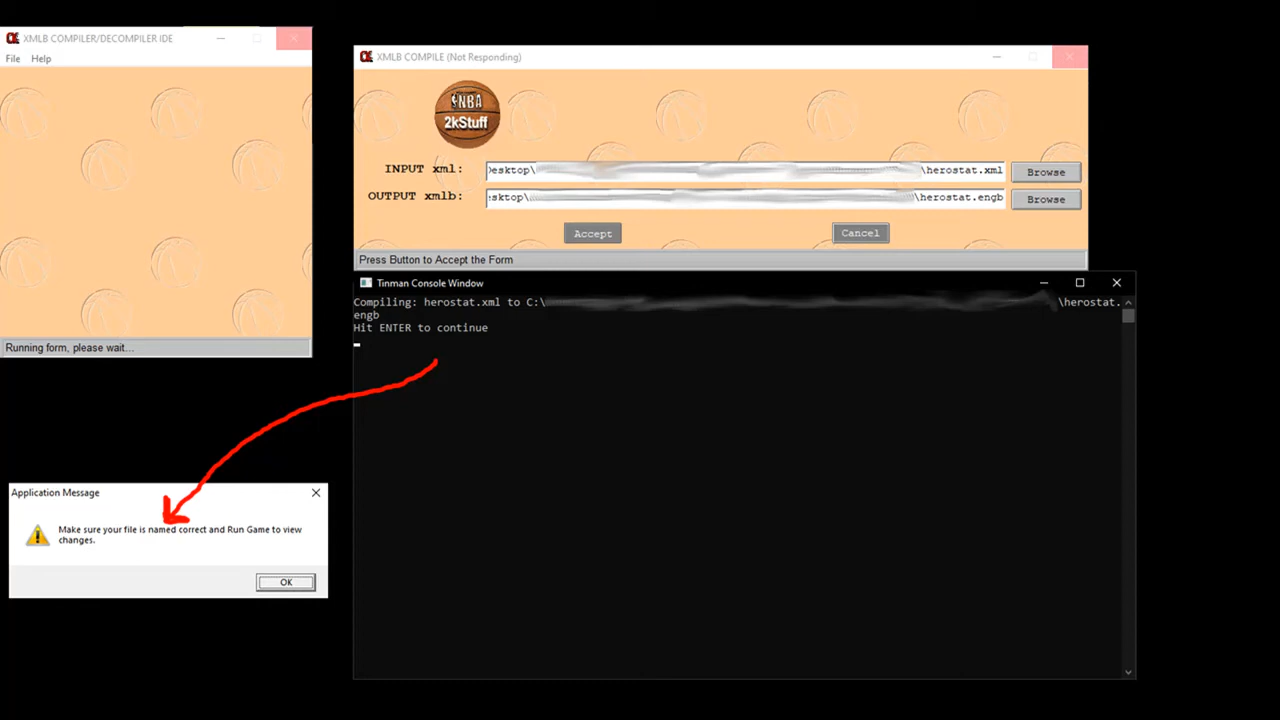 XMLB COMPILER/DECOMPILER IDE
File Help
Running form, please wait...
XMLB COMPILE (Not Responding)
NBA
2kStuff
INPUT xml:
esktop\
\herostat.xml
Browse
OUTPUT xmlb:
sktop\
\herostat.engb
Browse
Accept
Cancel
Press Button to Accept the Form
Tinman Console Window
Compiling: herostat.xml to C:\
\herostat.
engb
Hit ENTER to continue
Application Message
Make sure your file is named correct and Run Game to view
changes.
OK